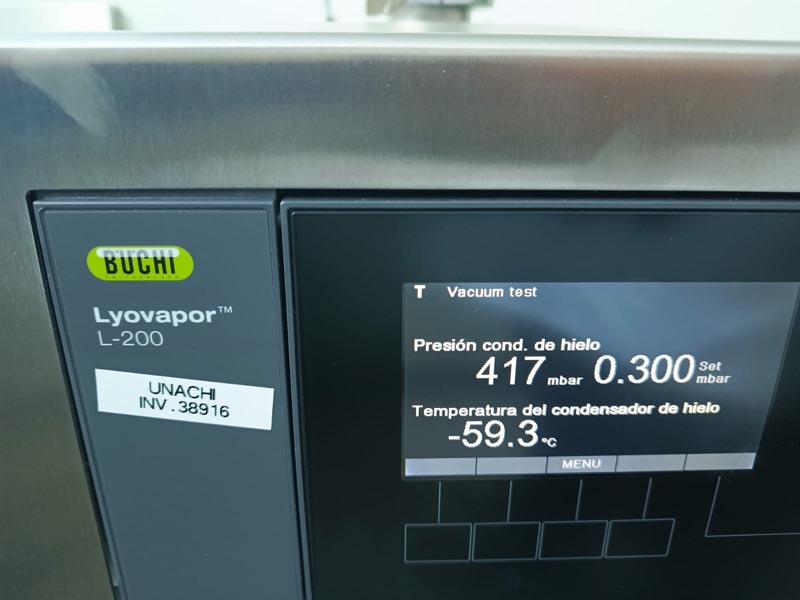 BÜCHI
Lyovapor™
L-200
UNACHI
INV.38916
T Vacuum test
Presión cond. de hielo
417 mbar 0.300 Set mbar
Temperatura del condensador de hielo
-59.3 °C
MENU